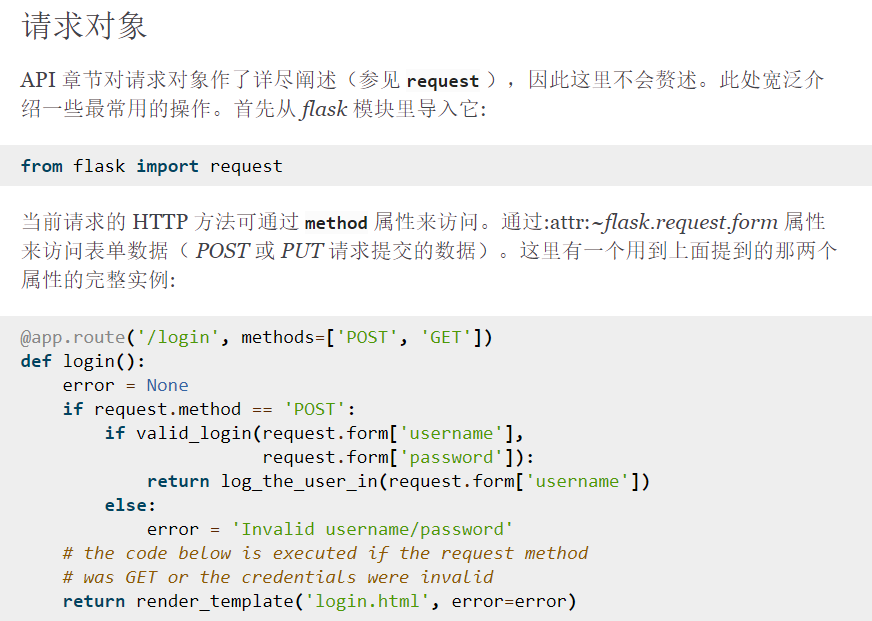 请求对象
API 章节对请求对象作了详尽阐述（参见 request ），因此这里不会赘述。此处宽泛介
绍一些最常用的操作。首先从 flask 模块里导入它:
from flask import request
当前请求的 HTTP 方法可通过 method 属性来访问。通过:attr:~flask.request.form 属性
来访问表单数据（ POST 或 PUT 请求提交的数据）。这里有一个用到上面提到的那两个
属性的完整实例:
@app.route('/login', methods=['POST', 'GET'])
def login():
    error = None
    if request.method == 'POST':
        if valid_login(request.form['username'],
                       request.form['password']):
            return log_the_user_in(request.form['username'])
        else:
            error = 'Invalid username/password'
    # the code below is executed if the request method
    # was GET or the credentials were invalid
    return render_template('login.html', error=error)